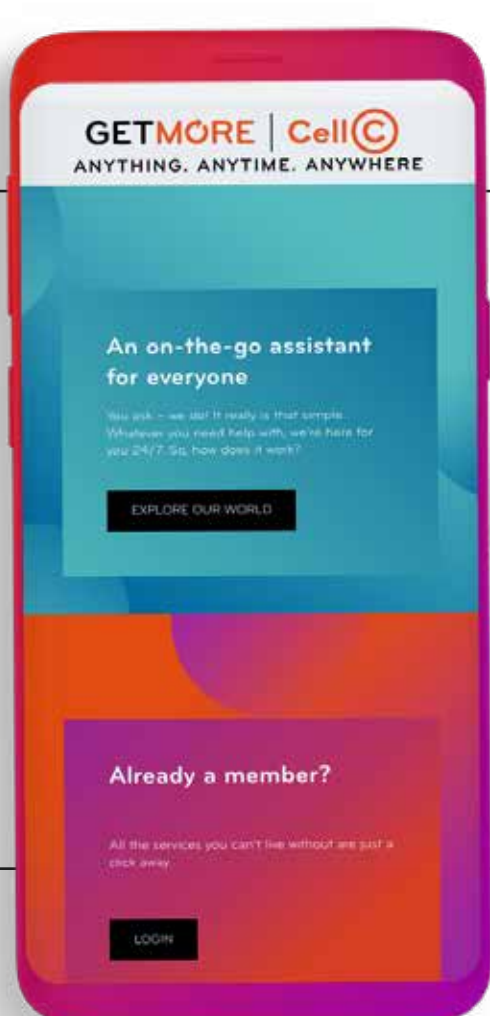 GETMORE | Cell C
ANYTHING. ANYTIME. ANYWHERE
An on-the-go assistant
for everyone
You ask – we do! It really is that simple.
Whatever you need help with, we're here for
you 24/7. So, how does it work?
EXPLORE OUR WORLD
Already a member?
All the services you can't live without are just a
click away.
LOGIN